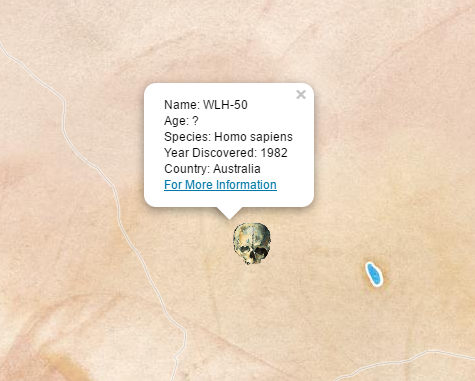 Name: WLH-50
Age: ?
Species: Homo sapiens
Year Discovered: 1982
Country: Australia
For More Information